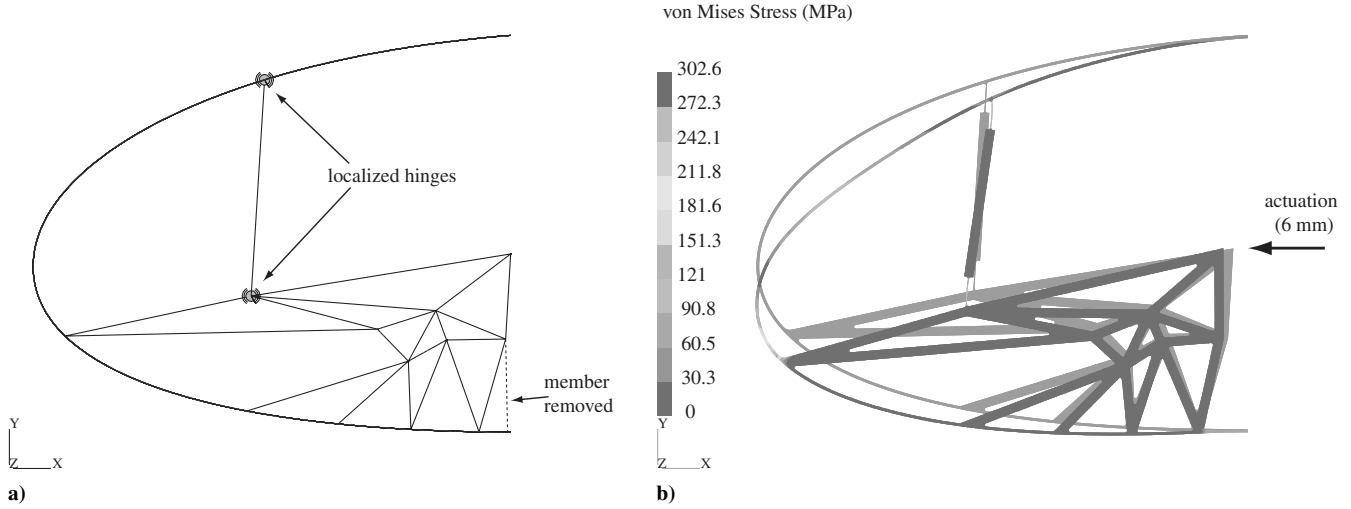 localized hinges
member
removed
Y
Z
X
a)
von Mises Stress (MPa)
302.6
272.3
242.1
211.8
181.6
151.3
121
90.8
60.5
30.3
0
actuation
(6 mm)
Y
Z
X
b)